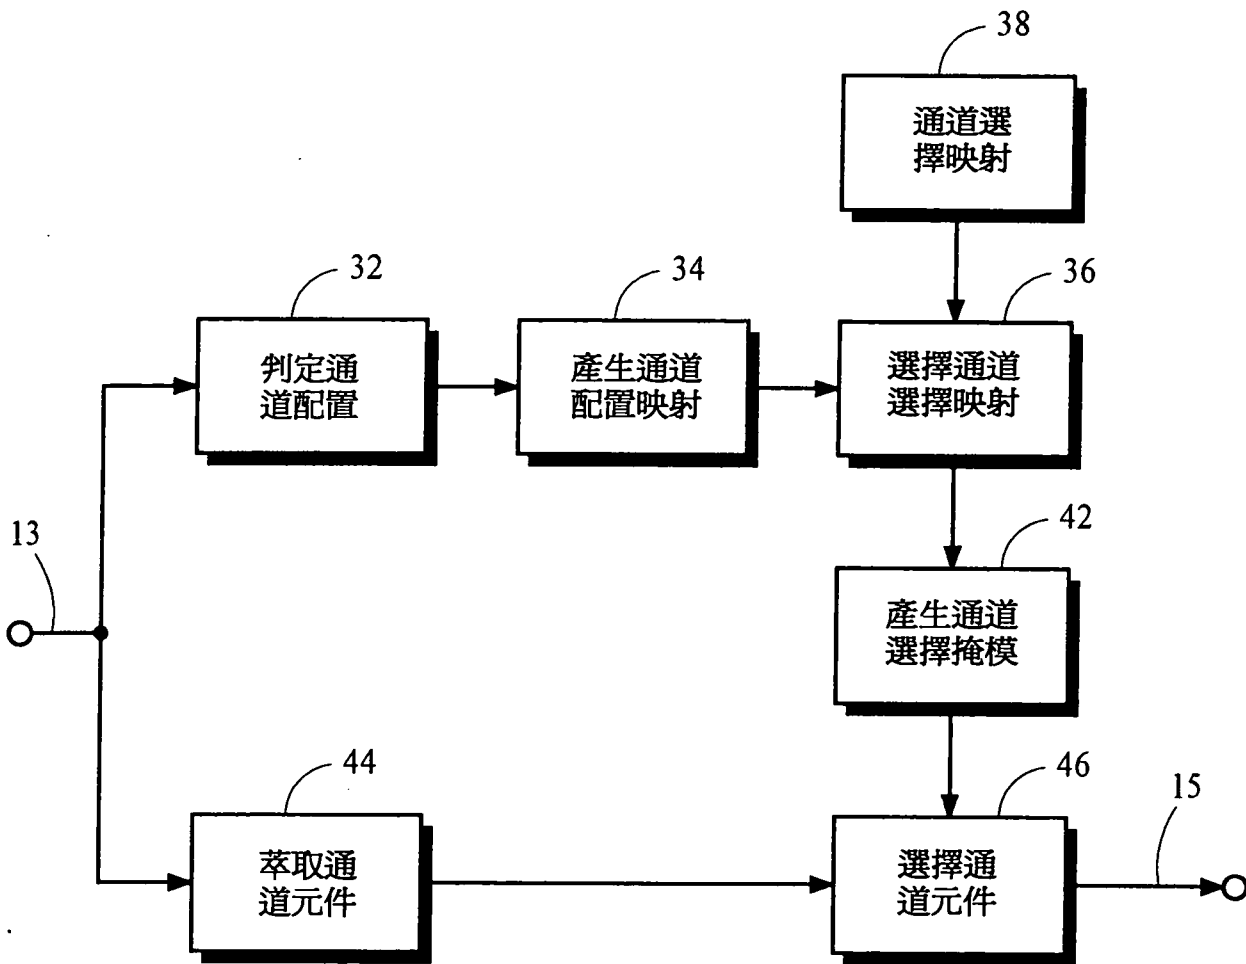 38
通道選
擇映射
32
34
36
判定通
道配置
產生通道
配置映射
選擇通道
選擇映射
13
42
產生通道
選擇掩模
44
46
15
萃取通
道元件
選擇通
道元件